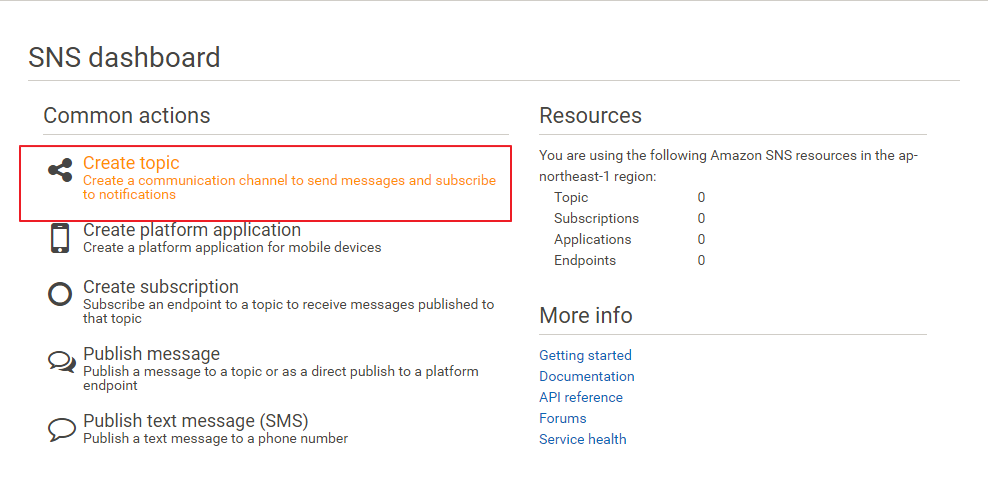 SNS dashboard
Common actions
Create topic
Create a communication channel to send messages and subscribe
to notifications
Create platform application
Create a platform application for mobile devices
Create subscription
Subscribe an endpoint to a topic to receive messages published to
that topic
Publish message
Publish a message to a topic or as a direct publish to a platform
endpoint
Publish text message (SMS)
Publish a text message to a phone number
Resources
You are using the following Amazon SNS resources in the ap-
northeast-1 region:
Topic 0
Subscriptions 0
Applications 0
Endpoints 0
More info
Getting started
Documentation
API reference
Forums
Service health